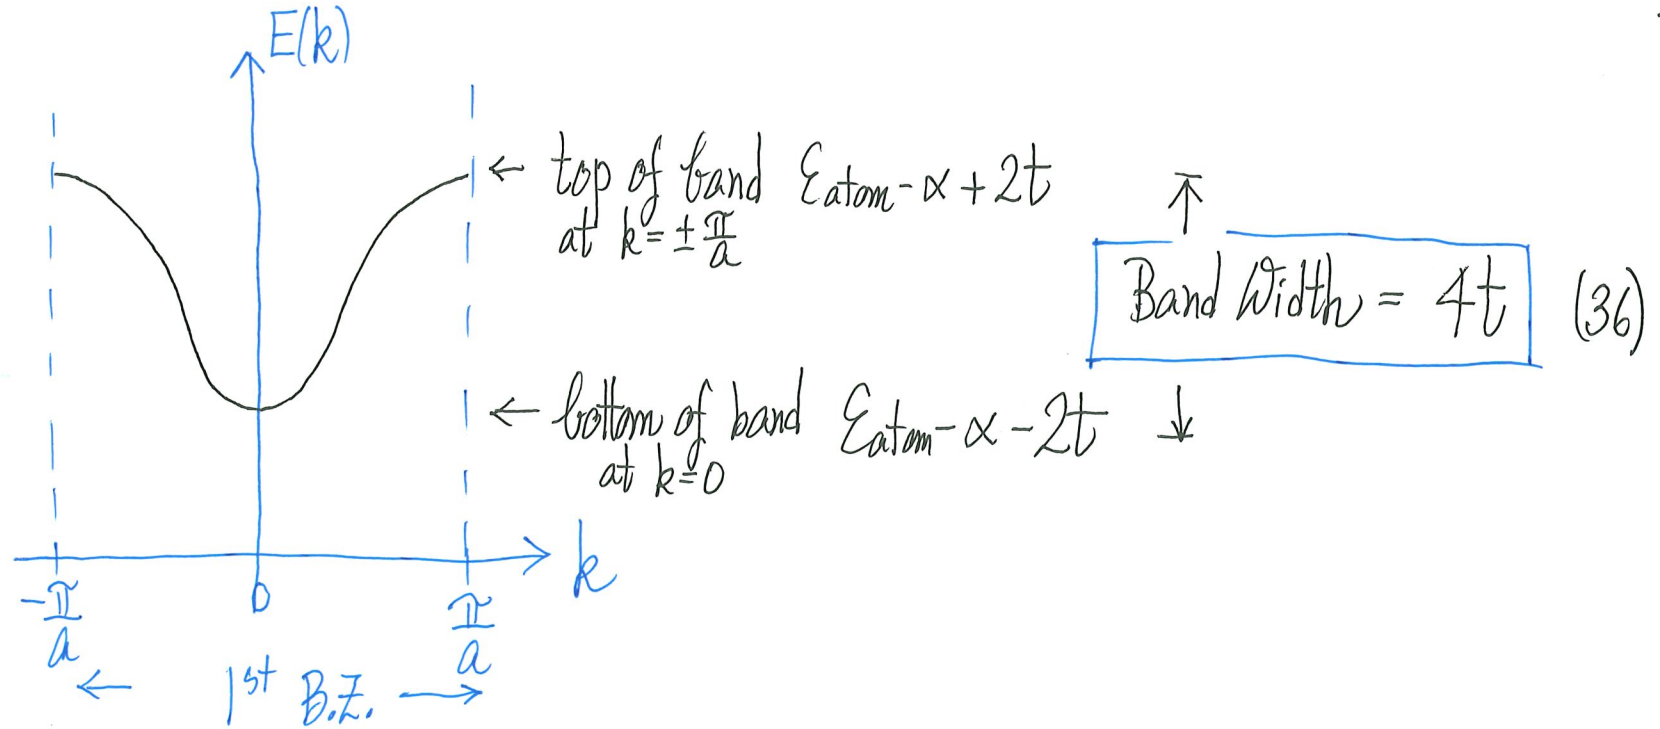 E(k)
← top of band Eatom - α + 2t
at k = ± π/a
Band Width = 4t (36)
← bottom of band Eatom - α - 2t
at k = 0
k
-π/a 0 π/a
← 1st B.Z. →